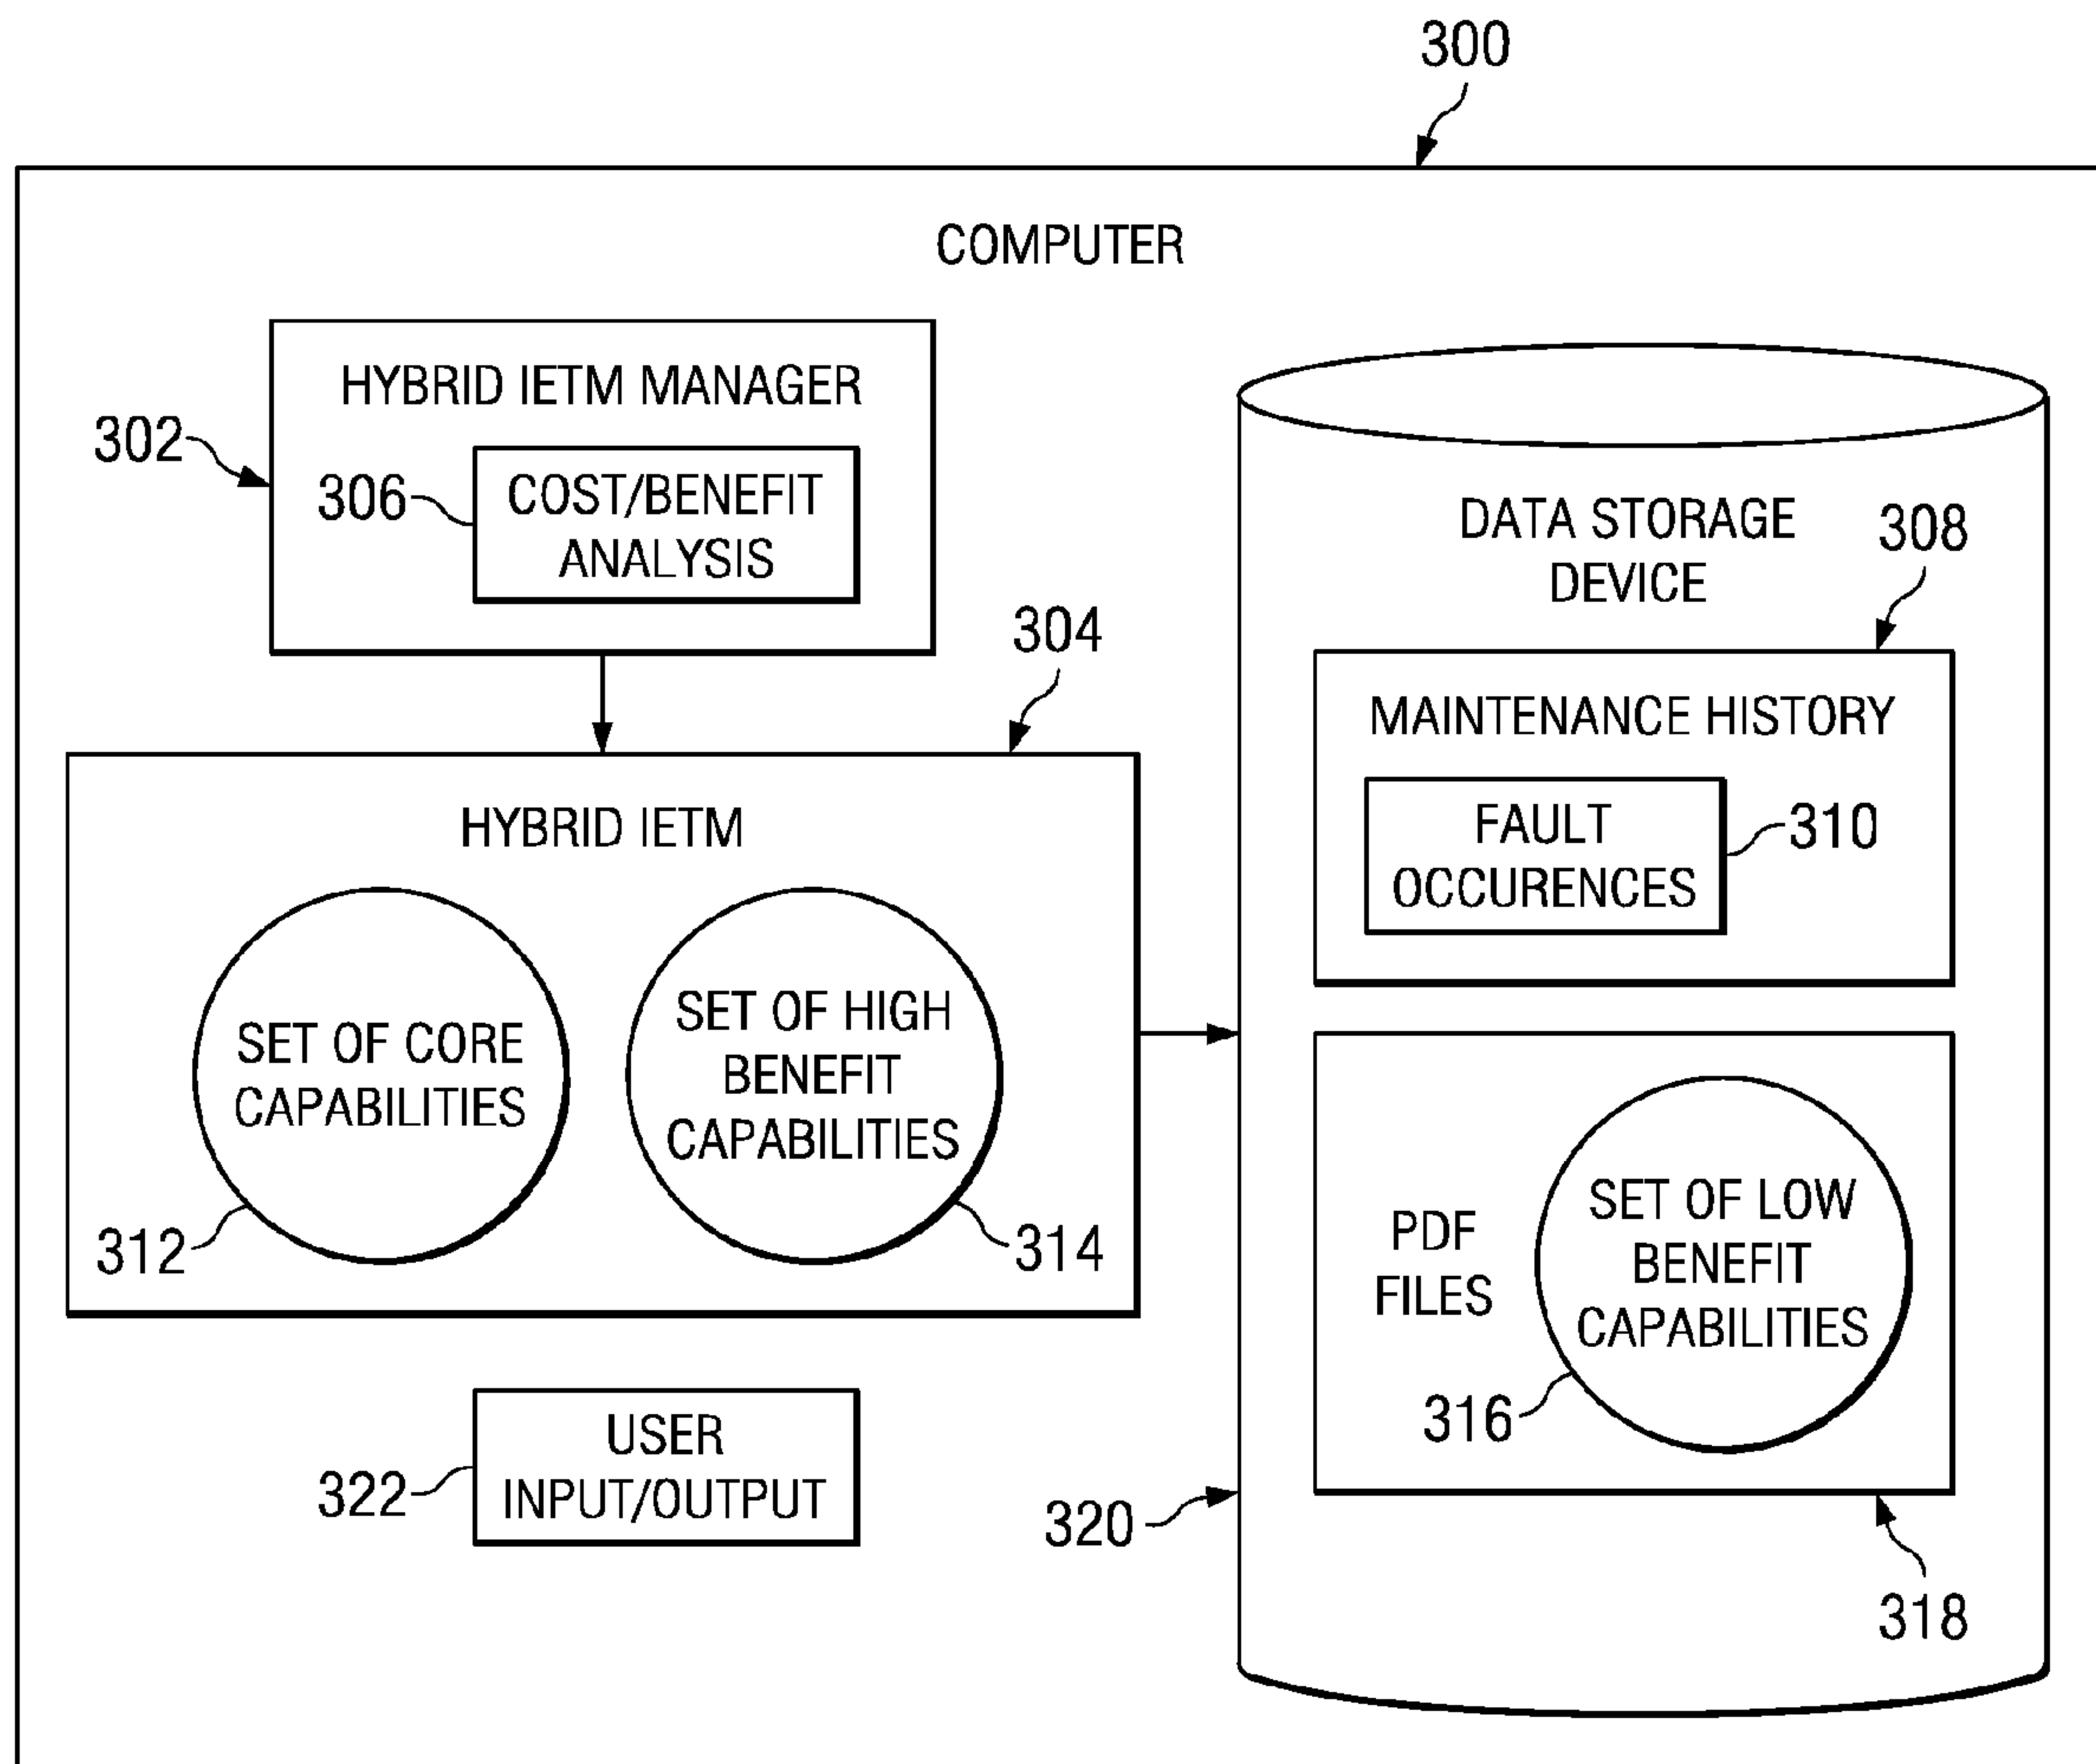 300
COMPUTER
HYBRID IETM MANAGER
302
306
COST/BENEFIT
ANALYSIS
304
HYBRID IETM
SET OF CORE
CAPABILITIES
312
SET OF HIGH
BENEFIT
CAPABILITIES
314
USER
INPUT/OUTPUT
322
DATA STORAGE
DEVICE
308
MAINTENANCE HISTORY
FAULT
OCCURENCES
310
PDF
FILES
SET OF LOW
BENEFIT
CAPABILITIES
316
320
318